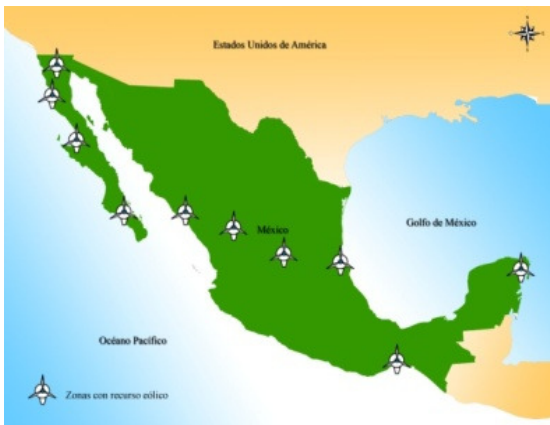 Estados Unidos de América
Golfo de México
México
Océano Pacífico
Zonas con recurso eólico